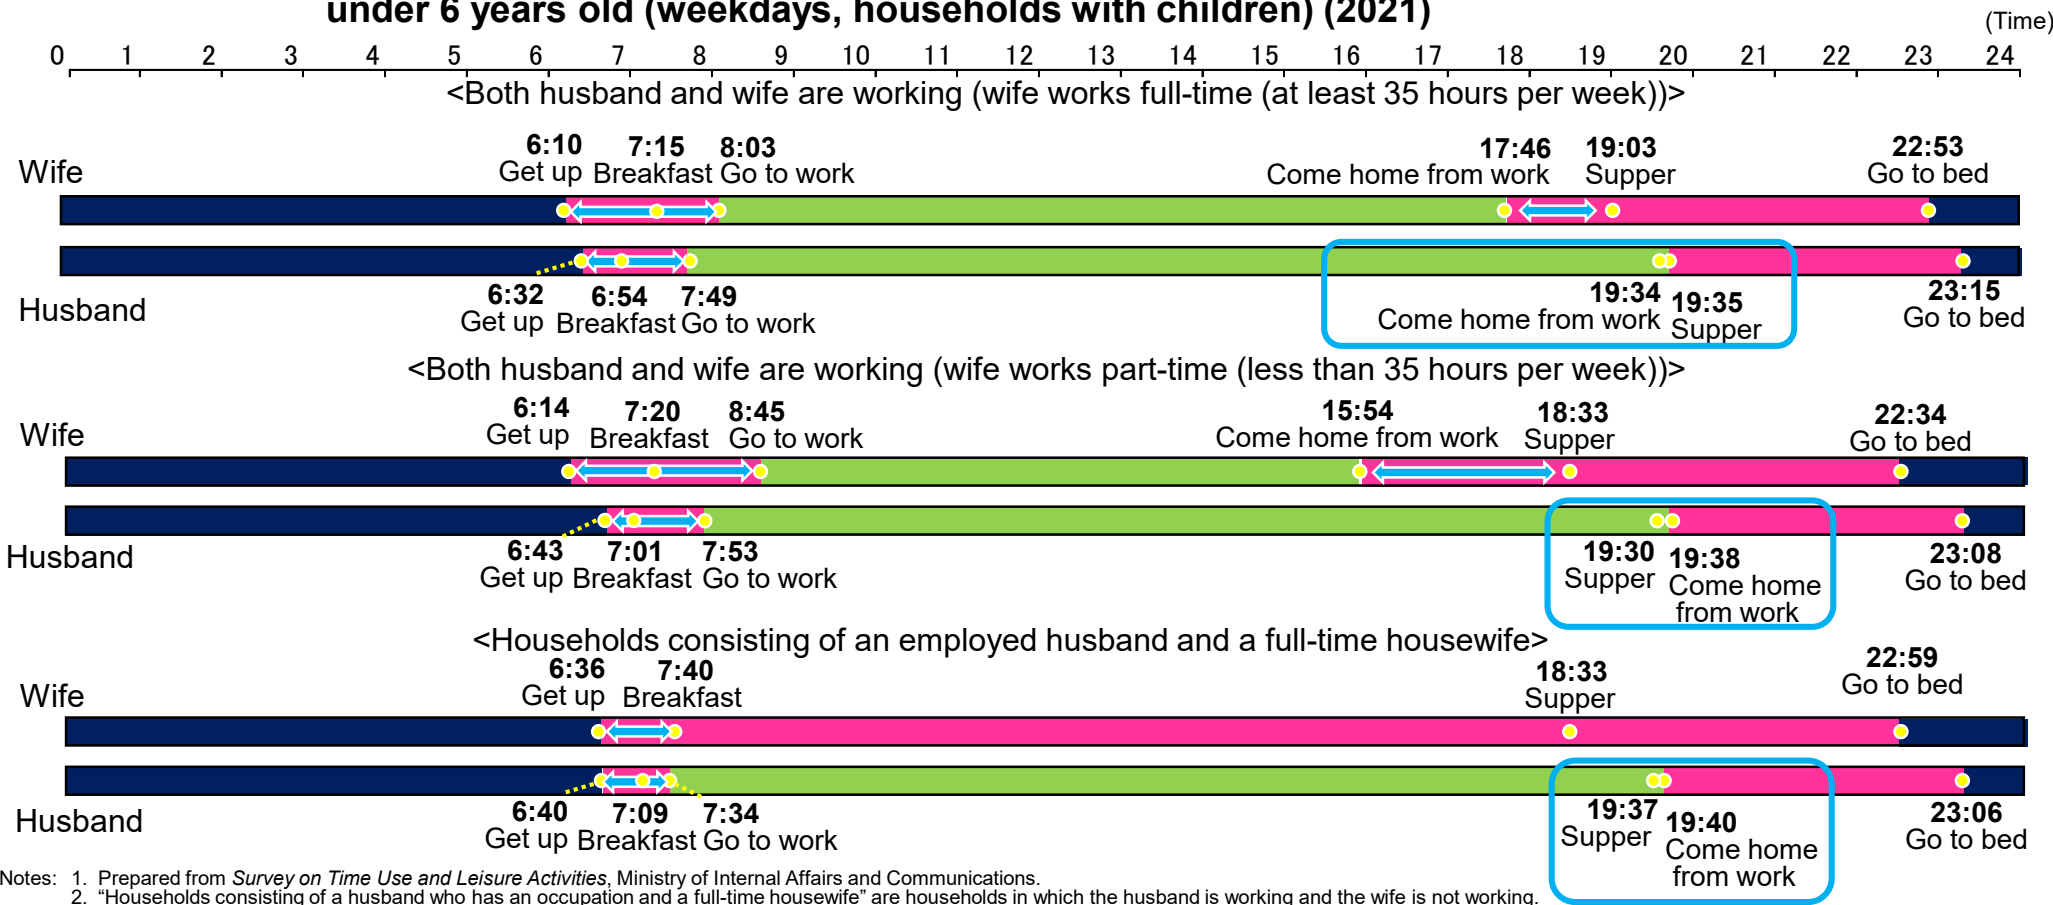 under 6 years old (weekdays, households with children) (2021)
(Time)
0 1 2 3 4 5 6 7 8 9 10 11 12 13 14 15 16 17 18 19 20 21 22 23 24
<Both husband and wife are working (wife works full-time (at least 35 hours per week))>
6:10 7:15 8:03 17:46 19:03 22:53
Wife Get up Breakfast Go to work Come home from work Supper Go to bed
6:32 6:54 7:49 19:34 19:35 23:15
Husband Get up Breakfast Go to work Come home from work Supper Go to bed
<Both husband and wife are working (wife works part-time (less than 35 hours per week))>
6:14 7:20 8:45 15:54 18:33 22:34
Wife Get up Breakfast Go to work Come home from work Supper Go to bed
6:43 7:01 7:53 19:30 19:38 23:08
Husband Get up Breakfast Go to work Supper Come home Go to bed
from work
<Households consisting of an employed husband and a full-time housewife>
6:36 7:40 18:33 22:59
Wife Get up Breakfast Supper Go to bed
6:40 7:09 7:34 19:37 19:40 23:06
Husband Get up Breakfast Go to work Supper Come home Go to bed
from work
Notes: 1. Prepared from Survey on Time Use and Leisure Activities, Ministry of Internal Affairs and Communications.
2. “Households consisting of a husband who has an occupation and a full-time housewife” are households in which the husband is working and the wife is not working.